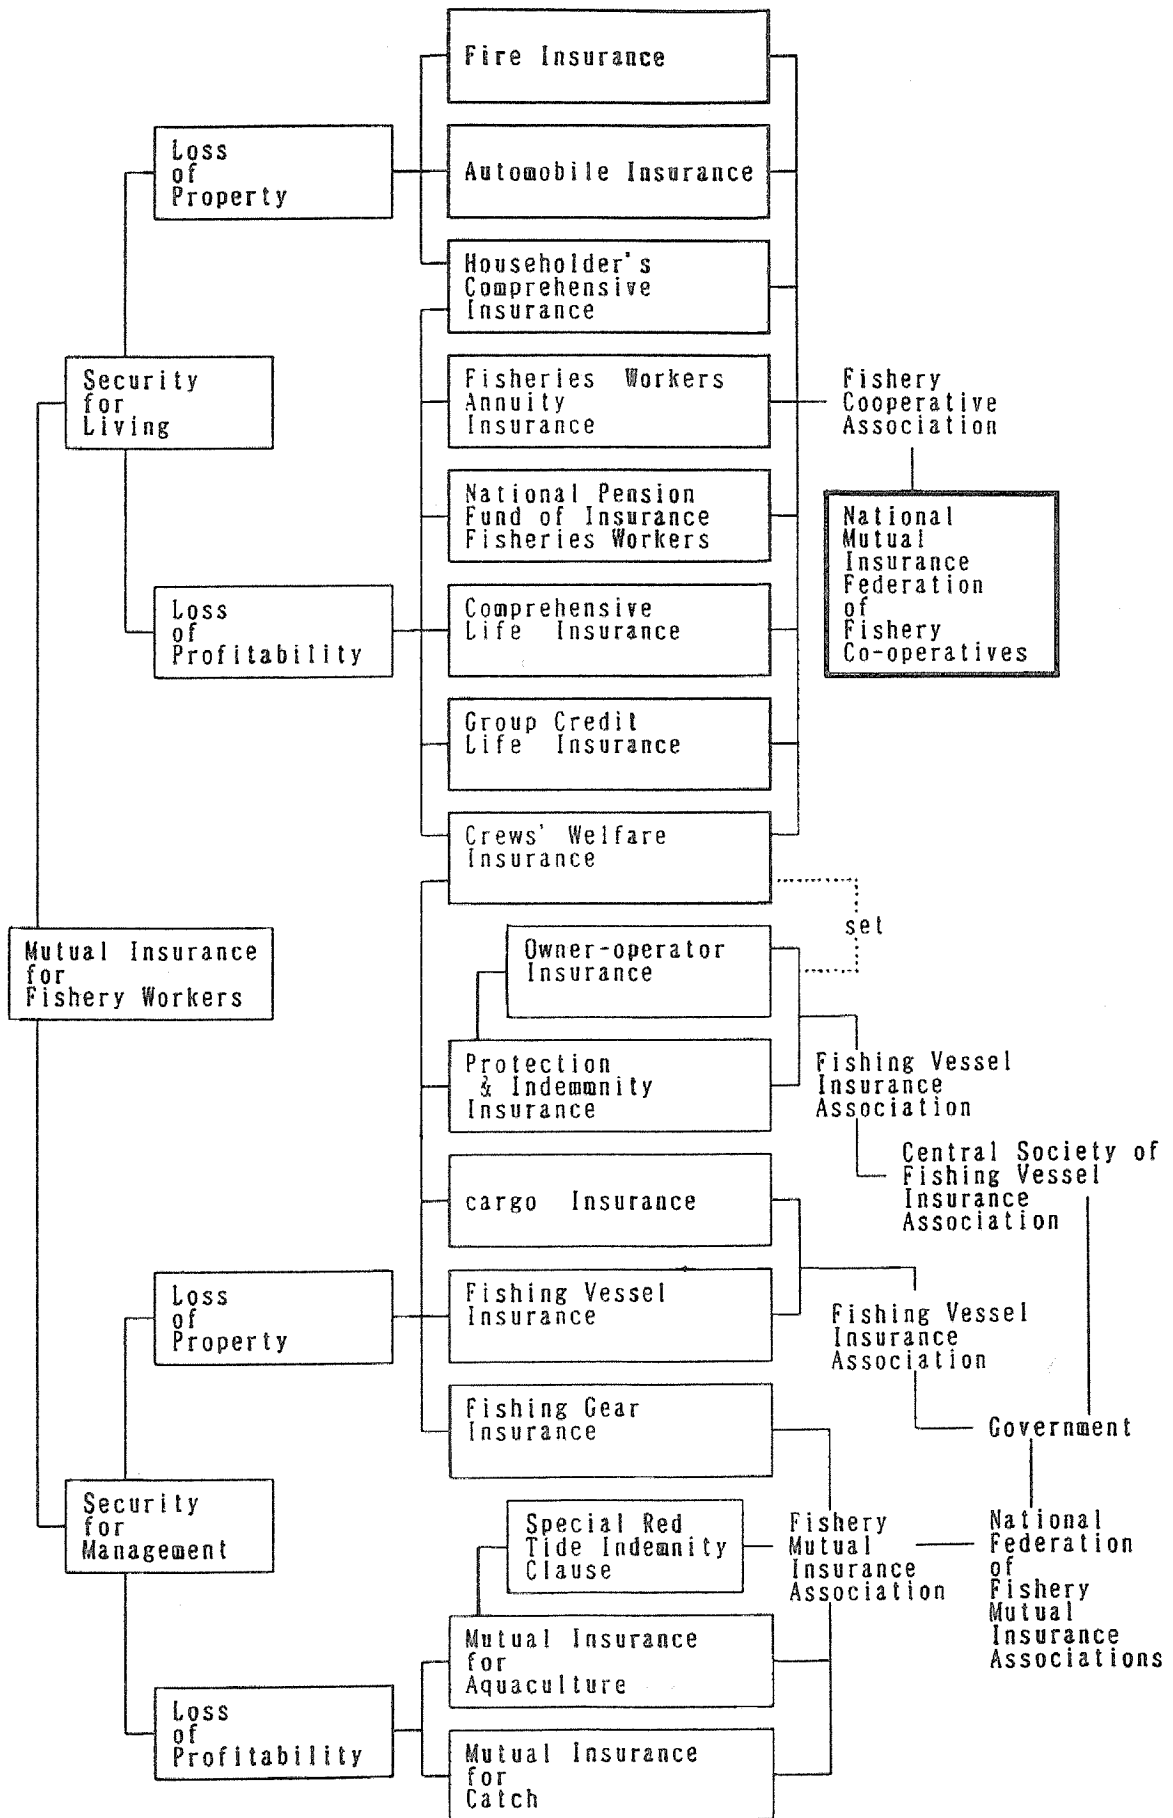 Fire Insurance
Loss
of
Property
Automobile Insurance
Householder's
Comprehensive
Insurance
Security
for
Living
Fisheries Workers
Annuity
Insurance
Fishery
Cooperative
Association
National Pension
Fund of Insurance
Fisheries Workers
National
Mutual
Insurance
Federation
of
Fishery
Co-operatives
Loss
of
Profitability
Comprehensive
Life Insurance
Group Credit
Life Insurance
Crews' Welfare
Insurance
set
Mutual Insurance
for
Fishery Workers
Owner-operator
Insurance
Protection
& Indemmnity
Insurance
Fishing Vessel
Insurance
Association
Central Society of
Fishing Vessel
Insurance
Association
cargo Insurance
Loss
of
Property
Fishing Vessel
Insurance
Fishing Vessel
Insurance
Association
Fishing Gear
Insurance
Government
Security
for
Management
Special Red
Tide Indemnity
Clause
Fishery
Mutual
Insurance
Association
National
Federation
of
Fishery
Mutual
Insurance
Associations
Mutual Insurance
for
Aquaculture
Loss
of
Profitability
Mutual Insurance
for
Catch